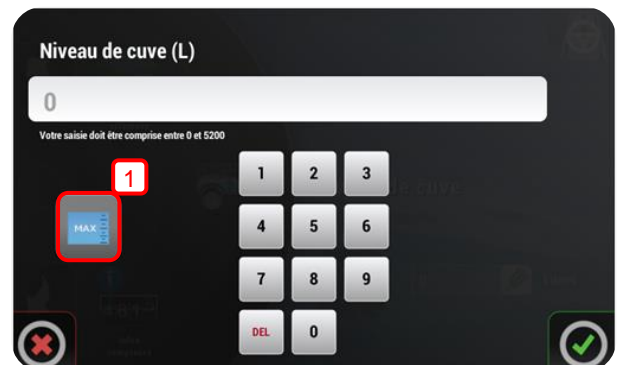 Niveau de cuve (L)
0
Votre saisie doit être comprise entre 0 et 5200
1
1 2 3
MAX
4 5 6
7 8 9
DEL 0